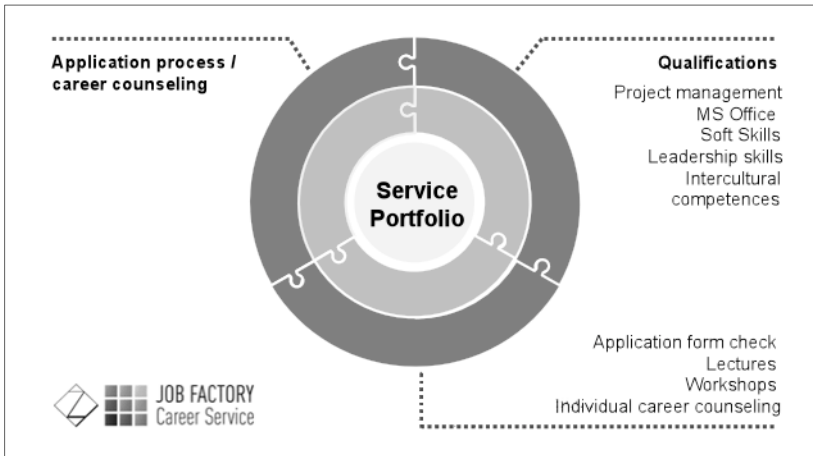 Application process /
career counseling
Qualifications
Project management
MS Office
Soft Skills
Leadership skills
Intercultural
competences
Service
Portfolio
Application form check
Lectures
Workshops
Individual career counseling
JOB FACTORY
Career Service